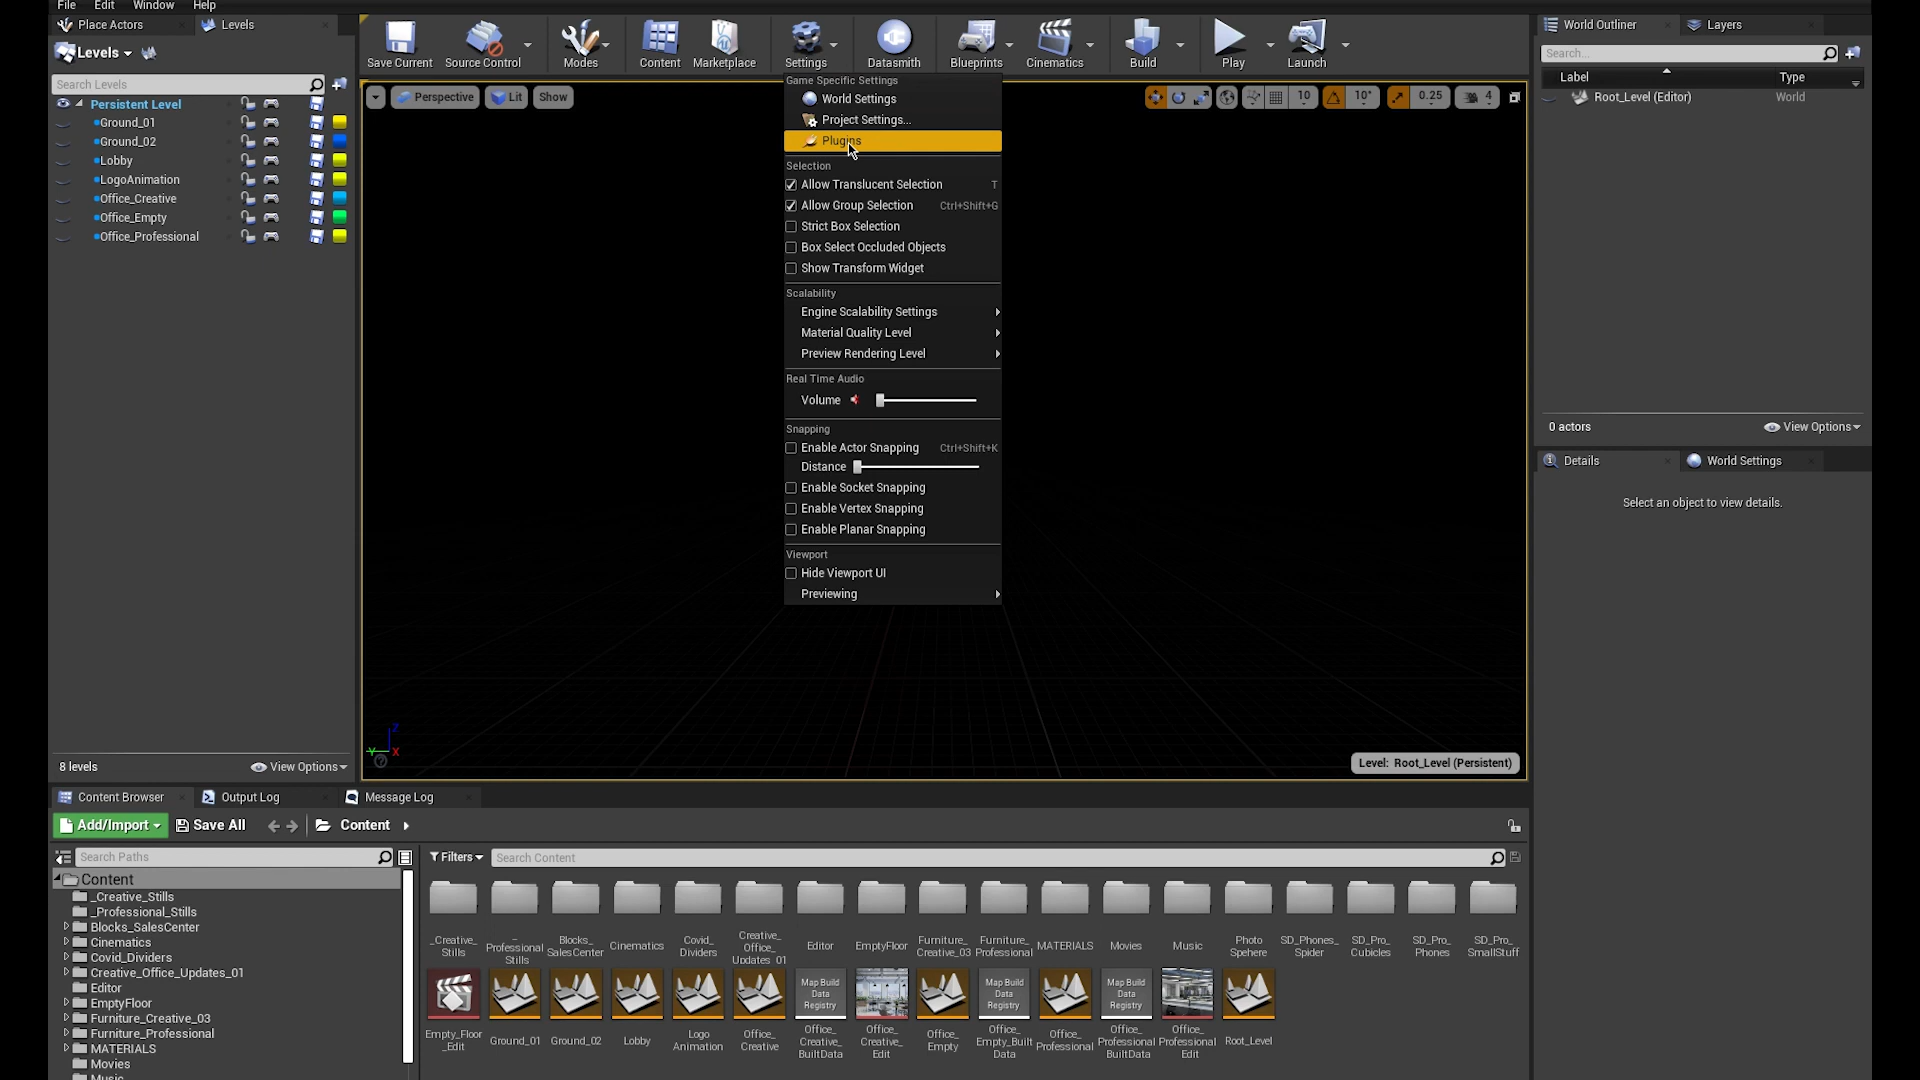 File Edit Window Help
Place Actors Levels
Levels
Search Levels
Persistent Level
Ground_01
Ground_02
Lobby
LogoAnimation
Office_Creative
Office_Empty
Office_Professional
8 levels View Options
Save Current Source Control Modes Content Marketplace Settings Datasmith Blueprints Cinematics Build Play Launch
Perspective Lit Show
10 10° 0.25 4
Game Specific Settings
World Settings
Project Settings...
Plugins
Selection
Allow Translucent Selection T
Allow Group Selection Ctrl+Shift+G
Strict Box Selection
Box Select Occluded Objects
Show Transform Widget
Scalability
Engine Scalability Settings
Material Quality Level
Preview Rendering Level
Real Time Audio
Volume
Snapping
Enable Actor Snapping Ctrl+Shift+K
Distance
Enable Socket Snapping
Enable Vertex Snapping
Enable Planar Snapping
Viewport
Hide Viewport UI
Previewing
Z
Y X
Level: Root_Level (Persistent)
World Outliner Layers
Search...
Label Type
Root_Level (Editor) World
0 actors View Options
Details World Settings
Select an object to view details.
Content Browser Output Log Message Log
Add/Import Save All Content
Search Paths
Content
_Creative_Stills
_Professional_Stills
Blocks_SalesCenter
Cinematics
Covid_Dividers
Creative_Office_Updates_01
Editor
EmptyFloor
Furniture_Creative_03
Furniture_Professional
MATERIALS
Movies
Music
Filters Search Content
_Creative_
Stills
_
Professional_
Stills
Blocks_
SalesCenter
Cinematics
Covid_
Dividers
Creative_
Office_
Updates_01
Editor
EmptyFloor
Furniture_
Creative_03
Furniture_
Professional
MATERIALS
Movies
Music
Photo
Spehere
SD_Phones_
Spider
SD_Pro_
Cubicles
SD_Pro_
Phones
SD_Pro_
SmallStuff
Empty_Floor
_Edit
Ground_01
Ground_02
Lobby
Logo
Animation
Office_
Creative
Map Build
Data
Registry
Office_
Creative_
BuiltData
Office_
Creative_
Edit
Office_
Empty
Map Build
Data
Registry
Office_
Empty_Built
Data
Office_
Professional
Map Build
Data
Registry
Office_
Professional_
BuiltData
Office_
Professional_
Edit
Root_Level